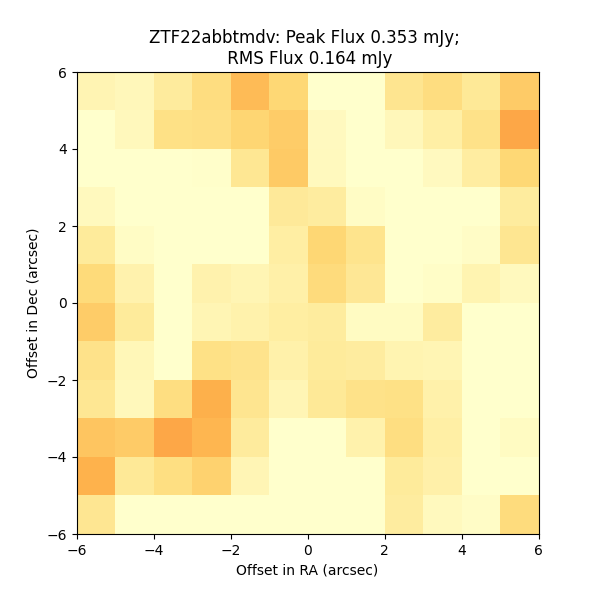 ZTF22abbtmdv: Peak Flux 0.353 mJy;
RMS Flux 0.164 mJy
6
4
2
0
−2
−4
−6
Offset in Dec (arcsec)
−6 −4 −2 0 2 4 6
Offset in RA (arcsec)